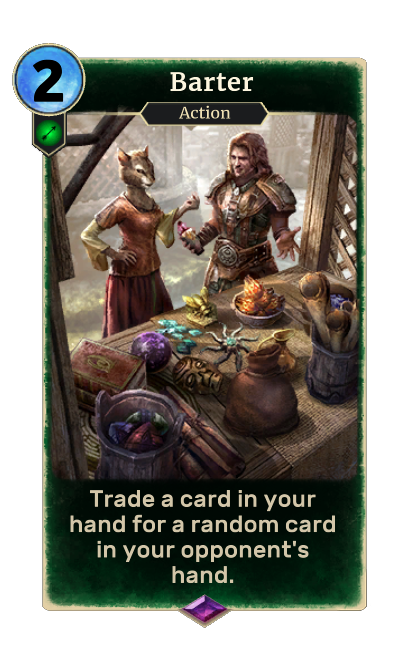 2
Barter
Action
Trade a card in your
hand for a random card
in your opponent's
hand.